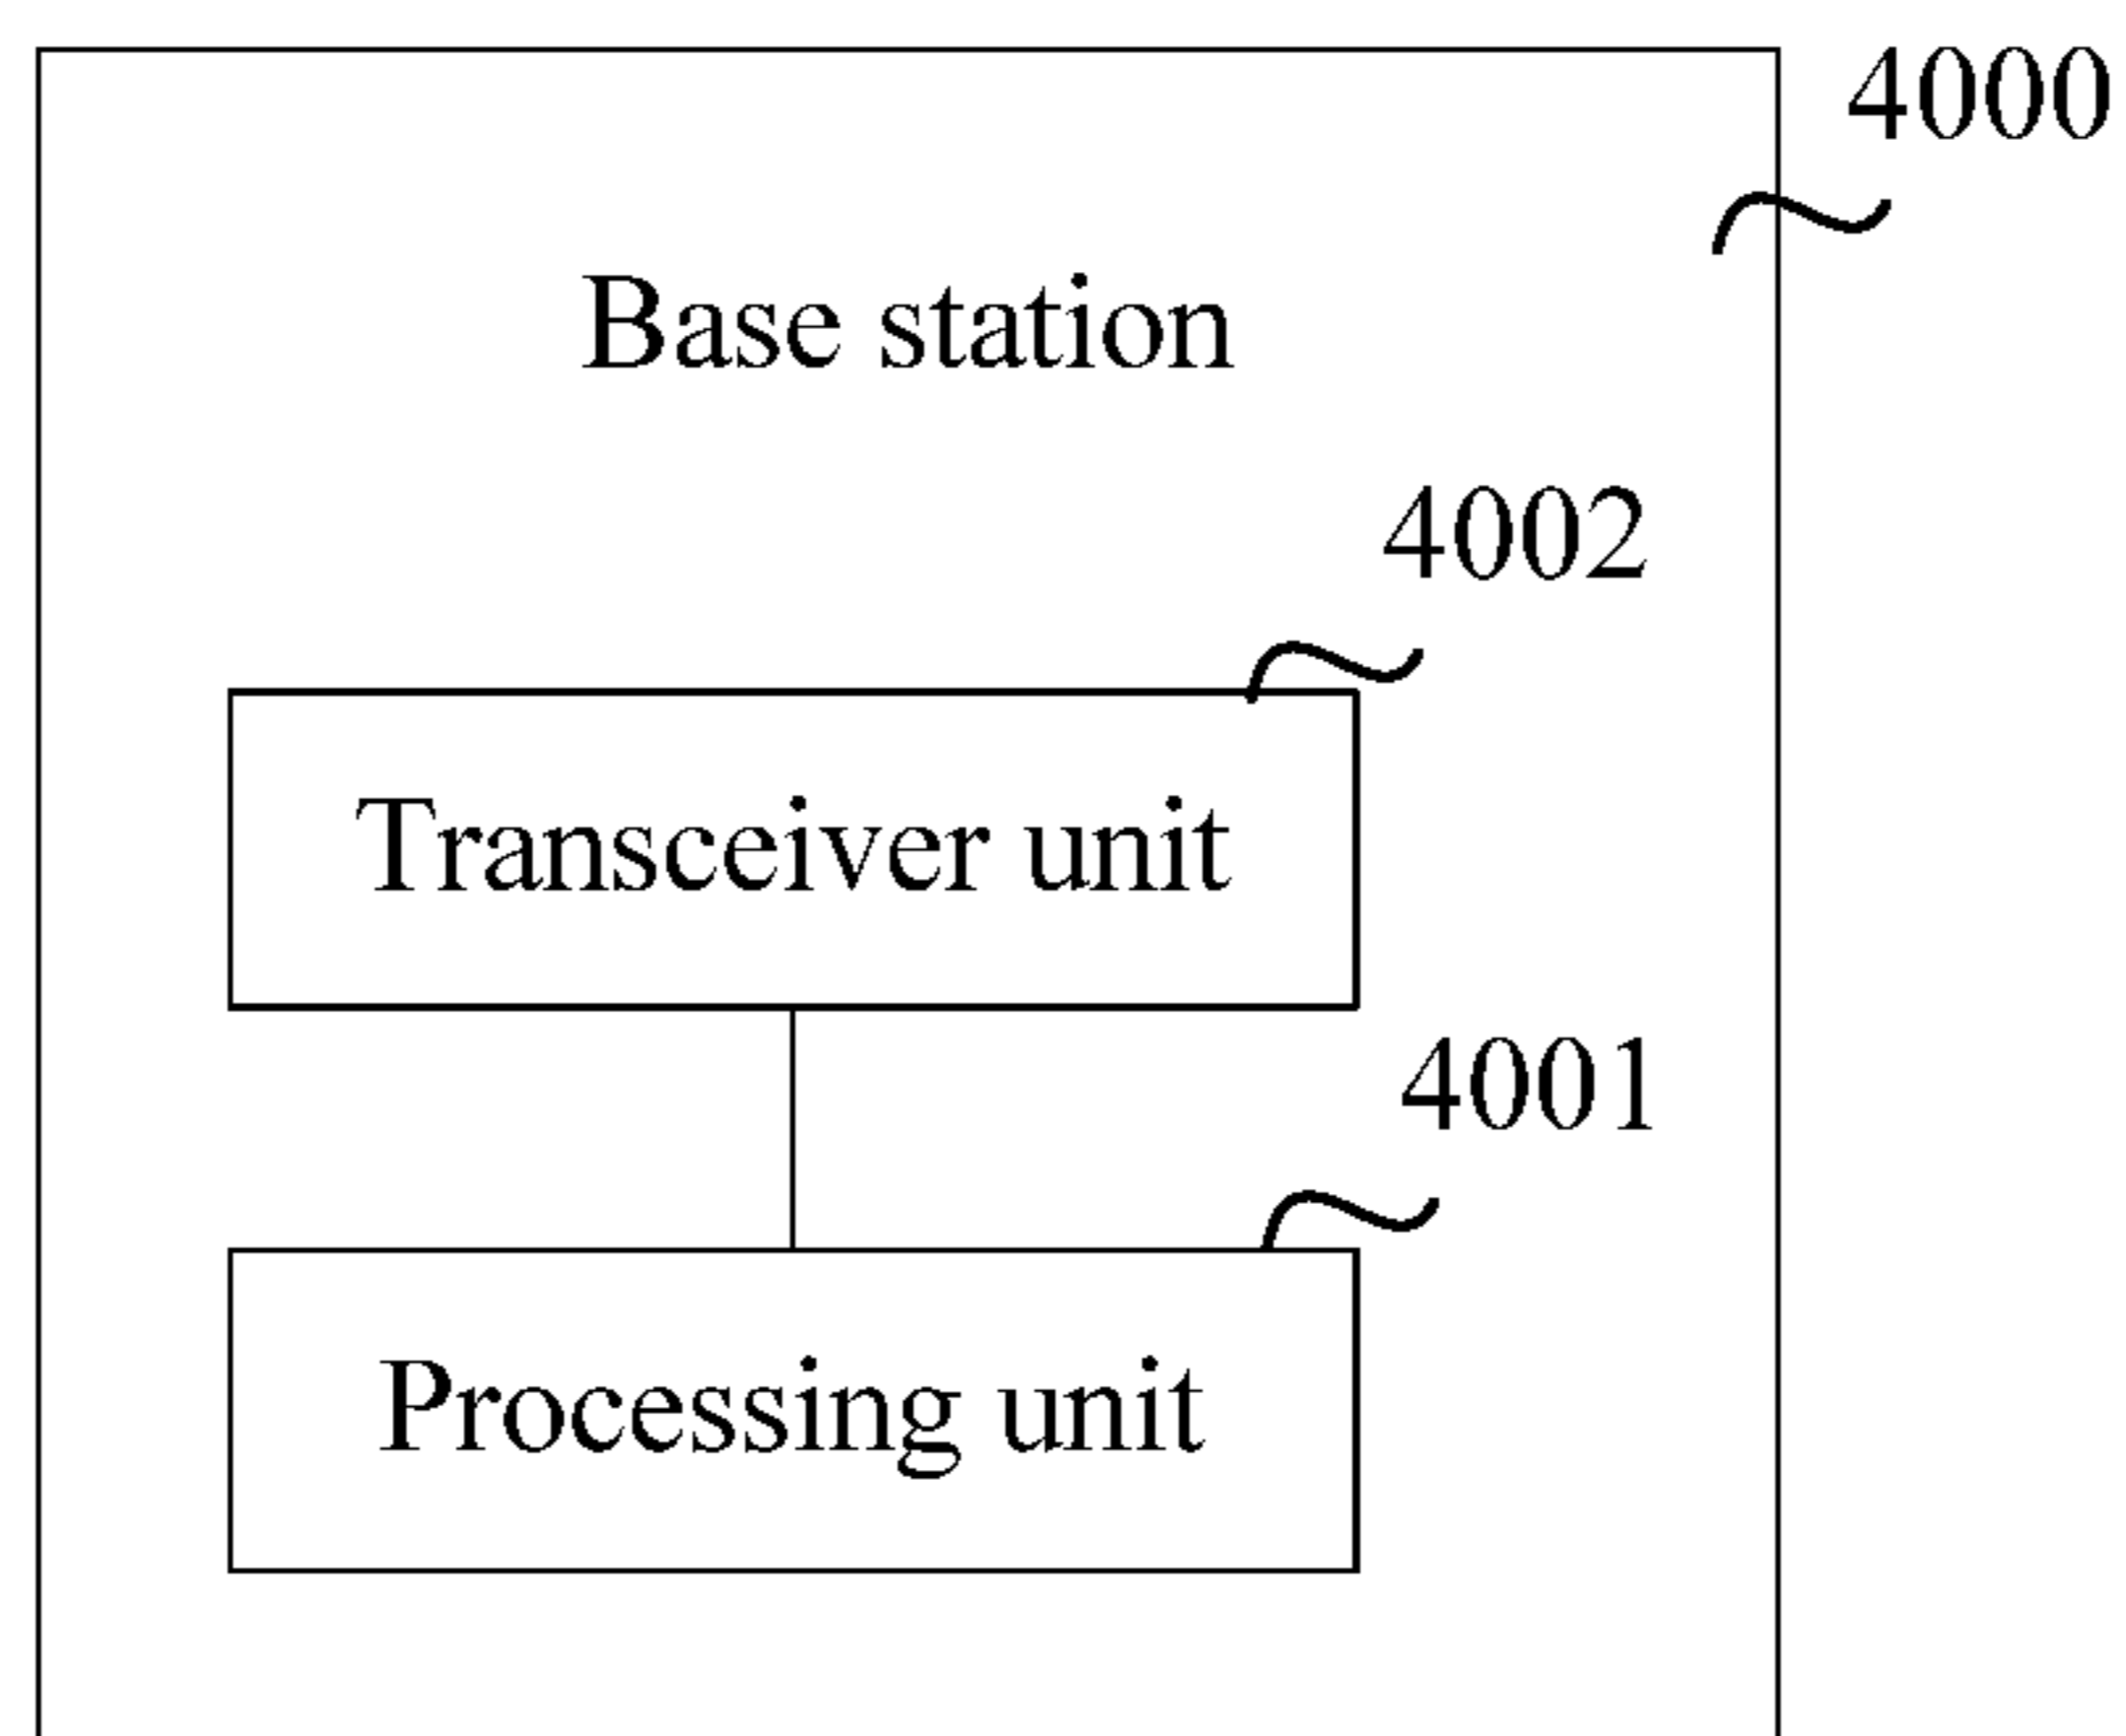 4000
Base station
4002
Transceiver unit
4001
Processing unit